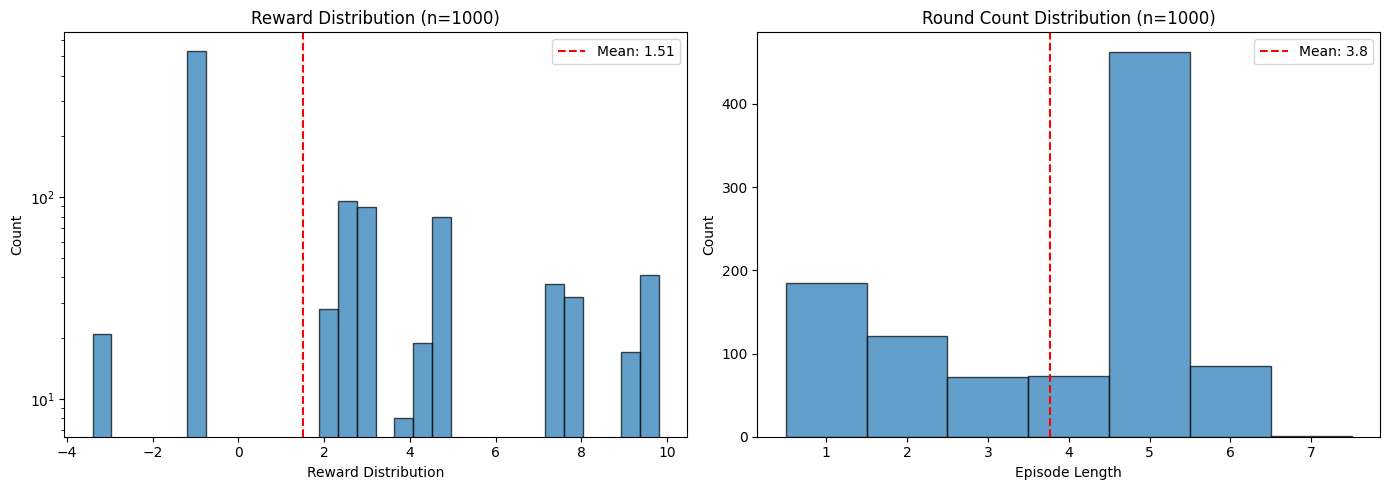 Reward Distribution (n=1000)
Mean: 1.51
Count
10²
10¹
−4 −2 0 2 4 6 8 10
Reward Distribution
Round Count Distribution (n=1000)
Mean: 3.8
Count
400
300
200
100
0
1 2 3 4 5 6 7
Episode Length